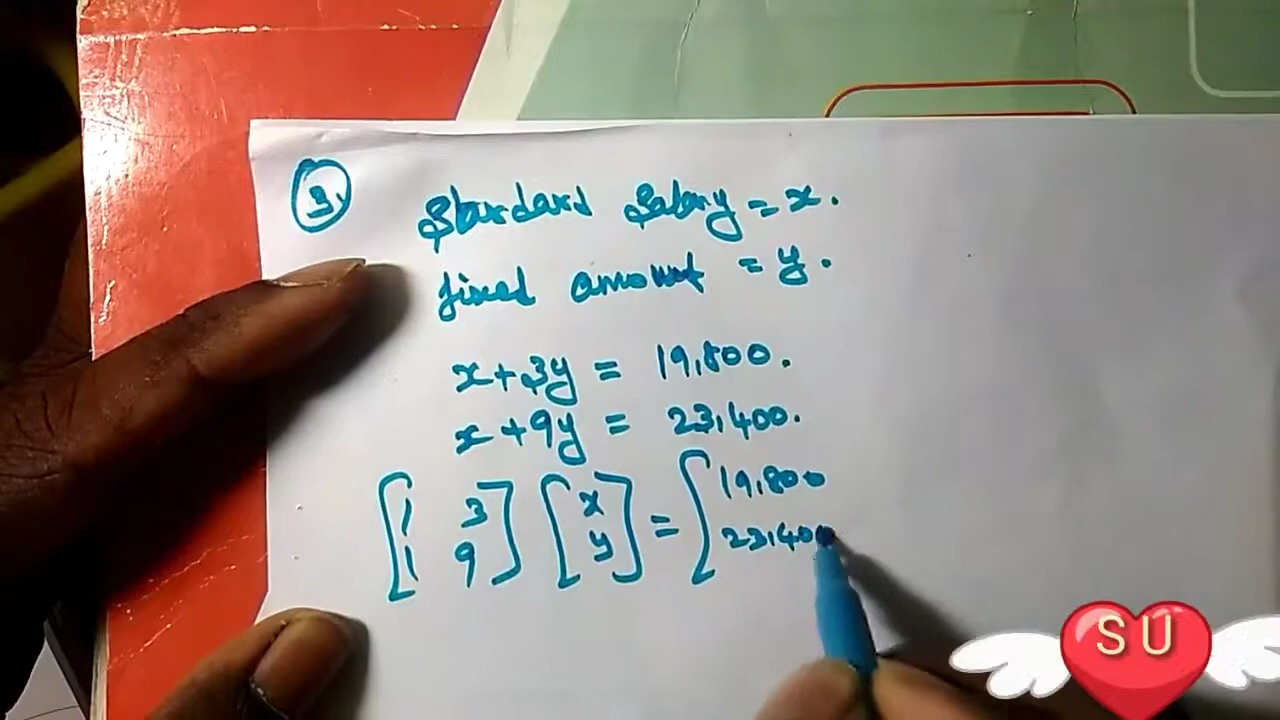 3.
Standard Salary = x.
fixed amount = y.
x+3y = 19,800.
x+9y = 23,400.
[1 3 [x = [19,800
1 9] y] 23,400
SU